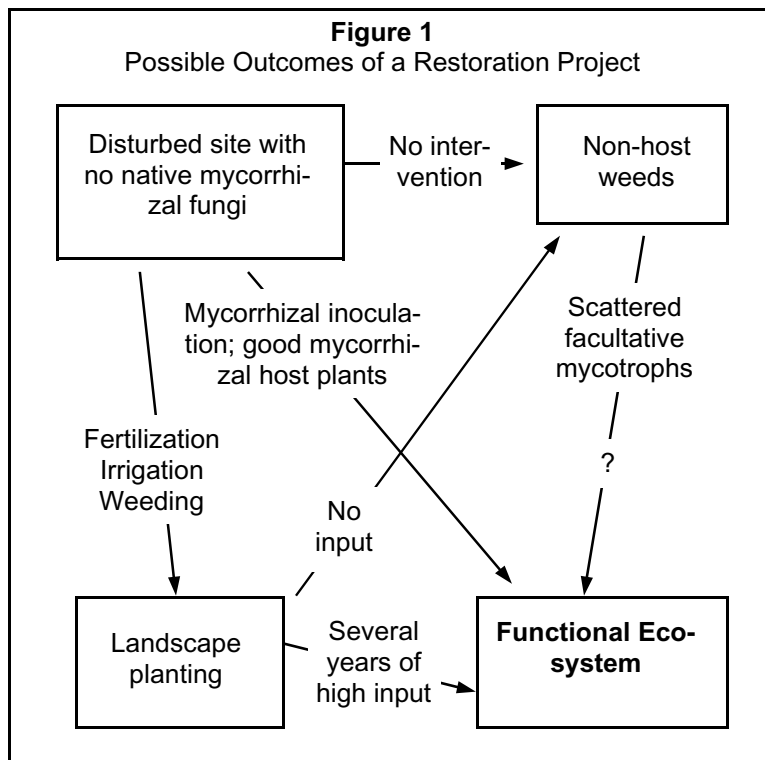 Figure 1
Possible Outcomes of a Restoration Project
Disturbed site with
no native mycorrhi-
zal fungi
No inter-
vention
Non-host
weeds
Mycorrhizal inocula-
tion; good mycorrhi-
zal host plants
Scattered
facultative
mycotrophs
?
Fertilization
Irrigation
Weeding
No
input
Landscape
planting
Several
years of
high input
Functional Eco-
system